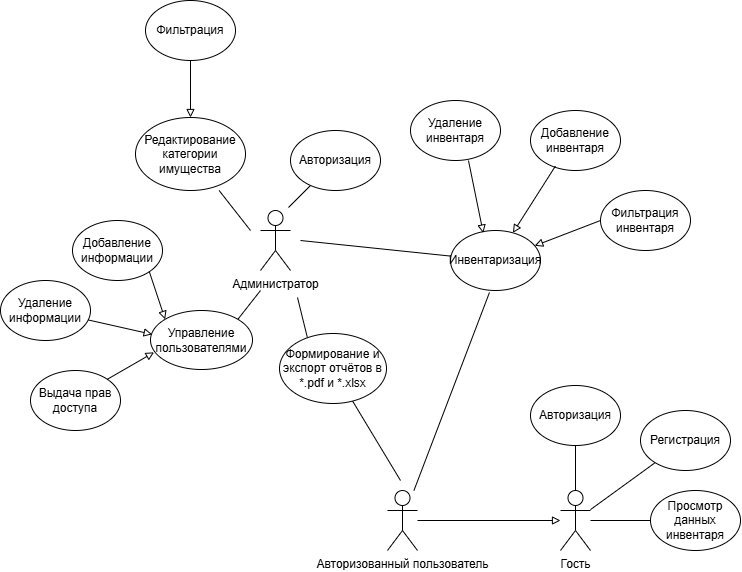 Фильтрация
Редактирование
категории
имущества
Авторизация
Удаление
инвентаря
Добавление
инвентаря
Фильтрация
инвентаря
Добавление
информации
Администратор
Инвентаризация
Удаление
информации
Управление
пользователями
Формирование и
экспорт отчётов в
*.pdf и *.xlsx
Выдача прав
доступа
Авторизация
Регистрация
Просмотр
данных
инвентаря
Авторизованный пользователь
Гость